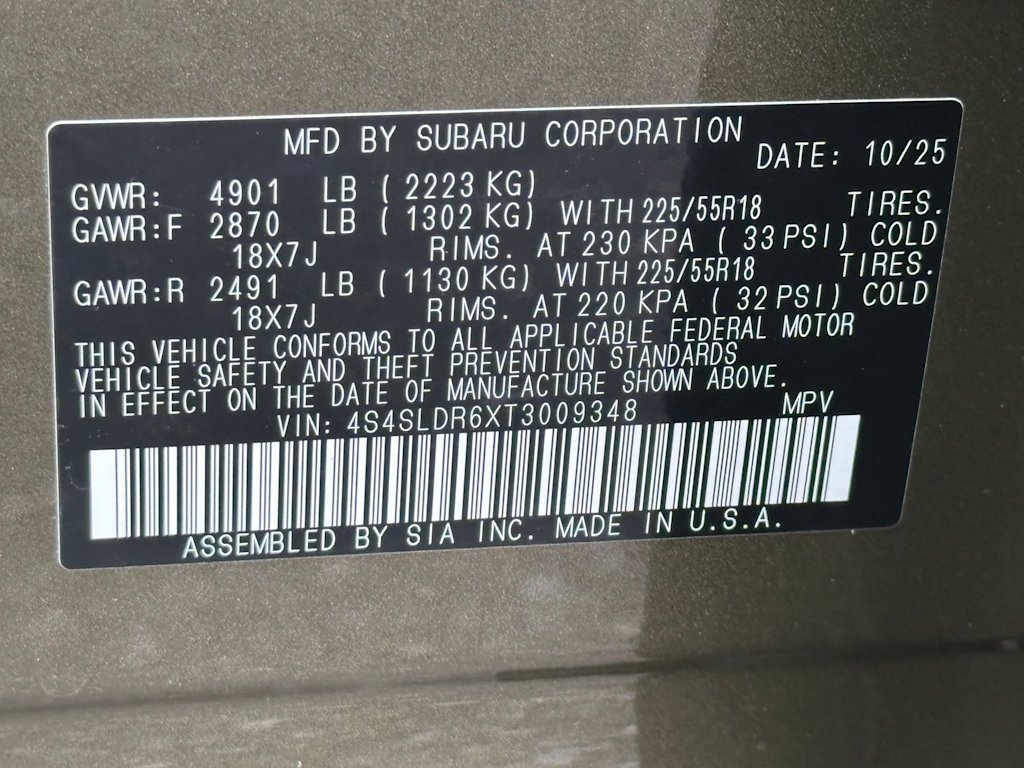 MFD BY SUBARU CORPORATION
DATE: 10/25
GVWR: 4901 LB ( 2223 KG)
GAWR:F 2870 LB ( 1302 KG) WITH 225/55R18 TIRES.
18X7J RIMS. AT 230 KPA ( 33 PSI) COLD
GAWR:R 2491 LB ( 1130 KG) WITH 225/55R18 TIRES.
18X7J RIMS. AT 220 KPA ( 32 PSI) COLD
THIS VEHICLE CONFORMS TO ALL APPLICABLE FEDERAL MOTOR
VEHICLE SAFETY AND THEFT PREVENTION STANDARDS
IN EFFECT ON THE DATE OF MANUFACTURE SHOWN ABOVE.
VIN: 4S4SLDR6XT3009348 MPV
ASSEMBLED BY SIA INC. MADE IN U.S.A.